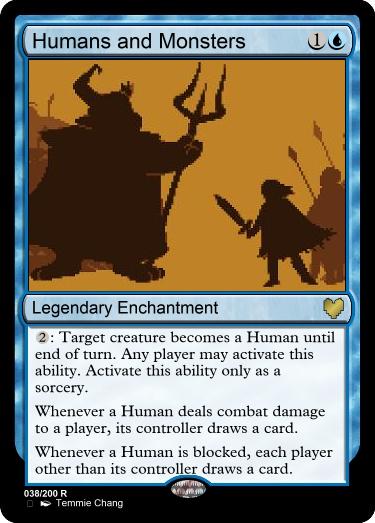 Humans and Monsters 1
Legendary Enchantment
2: Target creature becomes a Human until
end of turn. Any player may activate this
ability. Activate this ability only as a
sorcery.
Whenever a Human deals combat damage
to a player, its controller draws a card.
Whenever a Human is blocked, each player
other than its controller draws a card.
038/200 R
Temmie Chang